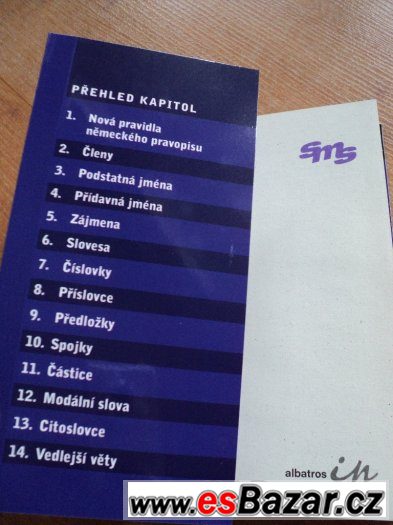 PŘEHLED KAPITOL
1. Nová pravidla
německého pravopisu
2. Členy
3. Podstatná jména
4. Přídavná jména
5. Zájmena
6. Slovesa
7. Číslovky
8. Příslovce
9. Předložky
10. Spojky
11. Částice
12. Modální slova
13. Citoslovce
14. Vedlejší věty
sms
albatros in
www.esBazar.cz